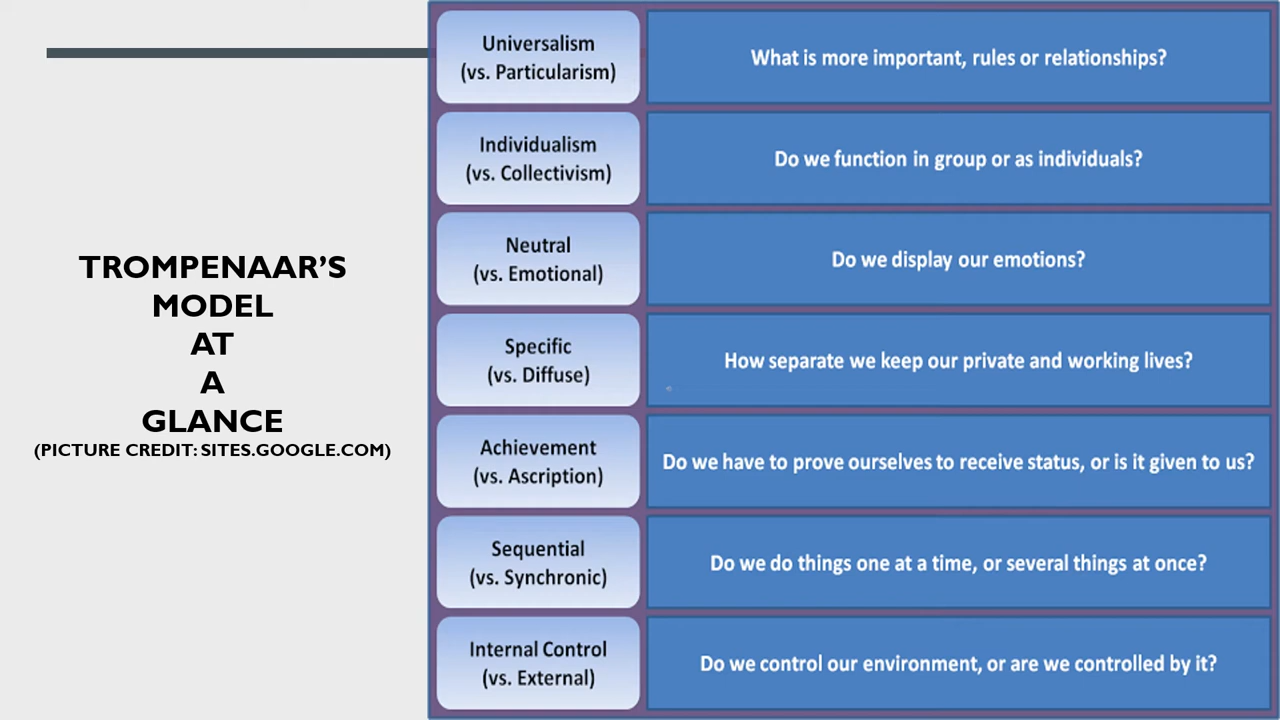 TROMPENAAR’S
MODEL
AT
A
GLANCE
(PICTURE CREDIT: SITES.GOOGLE.COM)
Universalism
(vs. Particularism)
What is more important, rules or relationships?
Individualism
(vs. Collectivism)
Do we function in group or as individuals?
Neutral
(vs. Emotional)
Do we display our emotions?
Specific
(vs. Diffuse)
How separate we keep our private and working lives?
Achievement
(vs. Ascription)
Do we have to prove ourselves to receive status, or is it given to us?
Sequential
(vs. Synchronic)
Do we do things one at a time, or several things at once?
Internal Control
(vs. External)
Do we control our environment, or are we controlled by it?